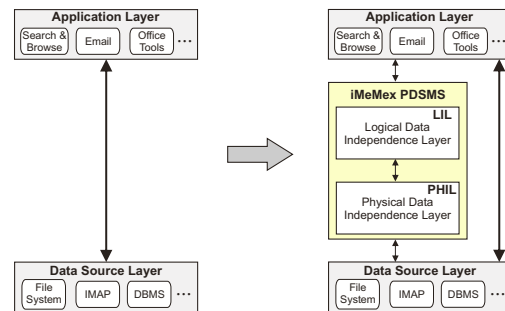 Application Layer
Search &
Browse
Email
Office
Tools
...
Data Source Layer
File
System
IMAP
DBMS
...
Application Layer
Search &
Browse
Email
Office
Tools
...
iMeMex PDSMS
LIL
Logical Data
Independence Layer
PHIL
Physical Data
Independence Layer
Data Source Layer
File
System
IMAP
DBMS
...